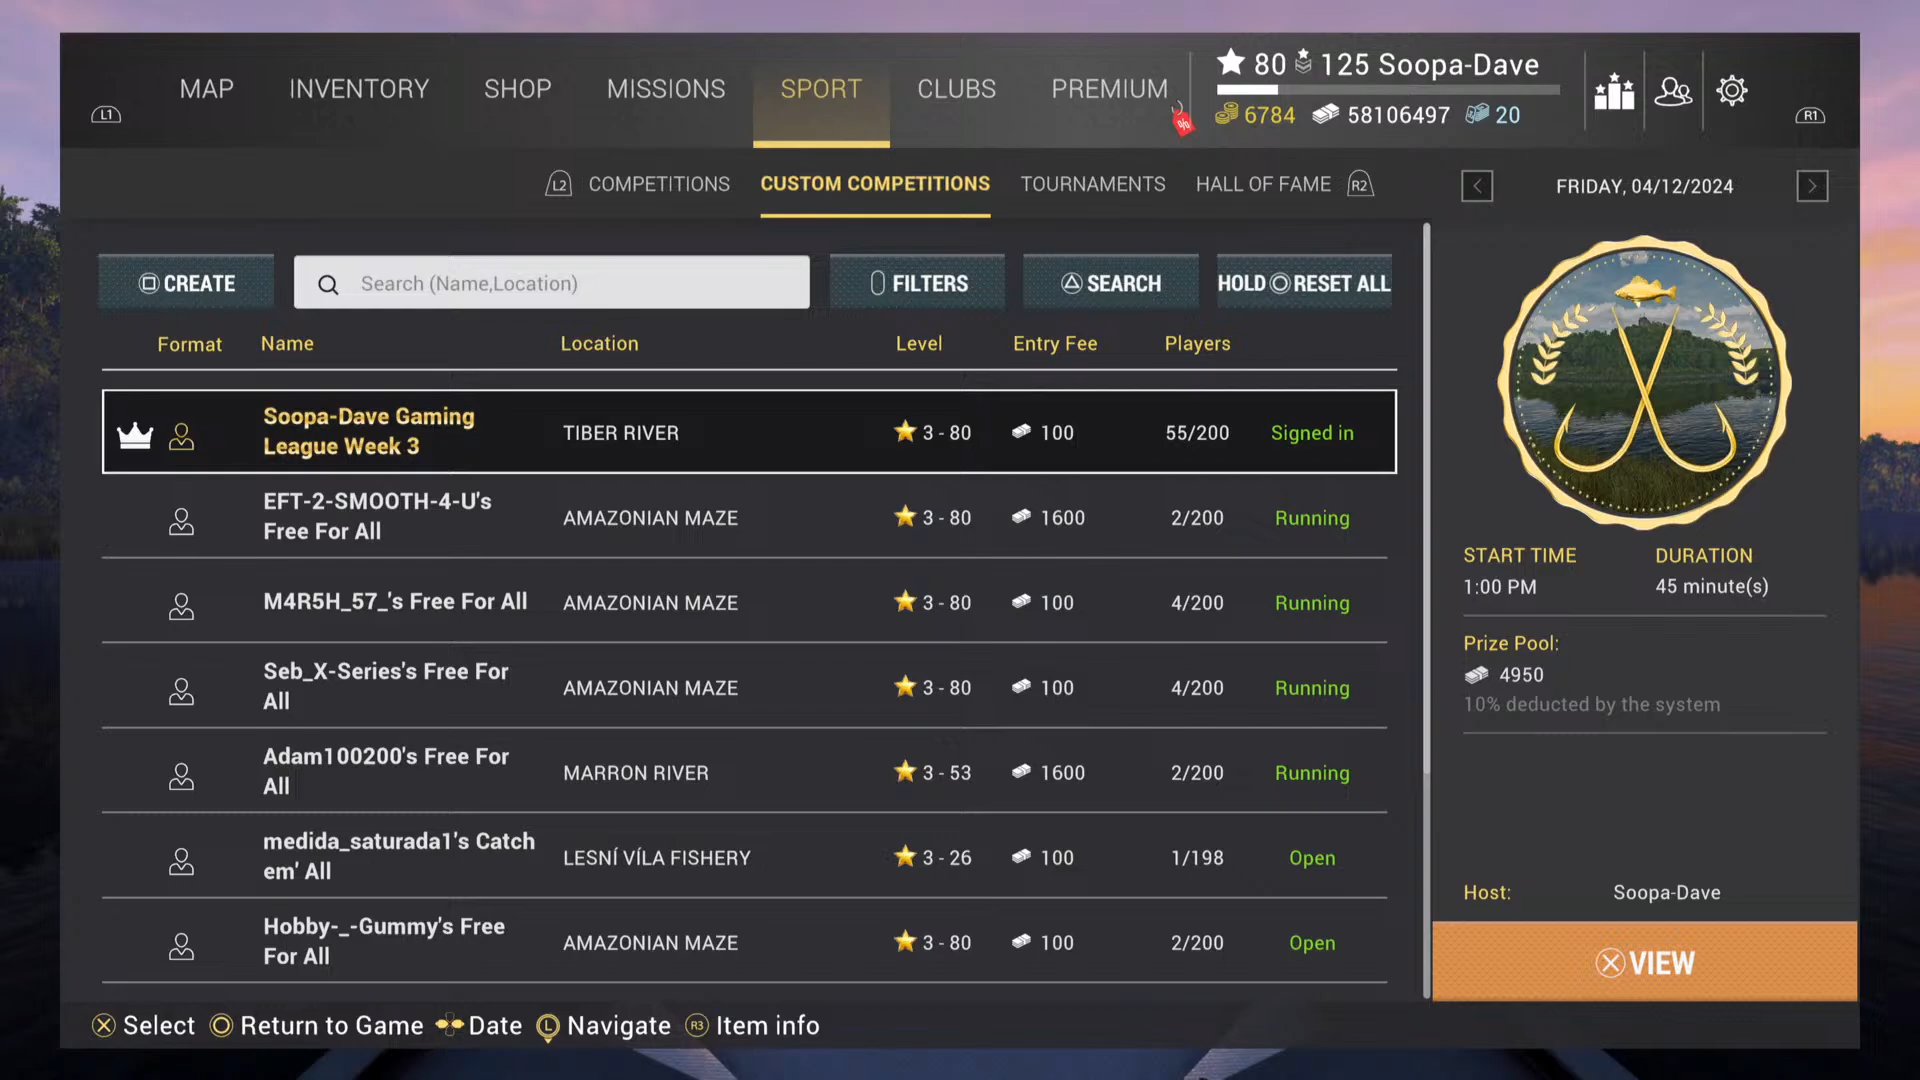 L1
MAP
INVENTORY
SHOP
MISSIONS
SPORT
CLUBS
PREMIUM
%
80 125 Soopa-Dave
6784 58106497 20
R1
L2 COMPETITIONS
CUSTOM COMPETITIONS
TOURNAMENTS
HALL OF FAME R2
FRIDAY, 04/12/2024
CREATE
Search (Name,Location)
FILTERS
SEARCH
HOLD RESET ALL
Format Name Location Level Entry Fee Players
Soopa-Dave Gaming
League Week 3
TIBER RIVER 3 - 80 100 55/200 Signed in
EFT-2-SMOOTH-4-U's
Free For All
AMAZONIAN MAZE 3 - 80 1600 2/200 Running
M4R5H_57_'s Free For All
AMAZONIAN MAZE 3 - 80 100 4/200 Running
Seb_X-Series's Free For
All
AMAZONIAN MAZE 3 - 80 100 4/200 Running
Adam100200's Free For
All
MARRON RIVER 3 - 53 1600 2/200 Running
medida_saturada1's Catch
em' All
LESNÍ VÍLA FISHERY 3 - 26 100 1/198 Open
Hobby-_-Gummy's Free
For All
AMAZONIAN MAZE 3 - 80 100 2/200 Open
START TIME DURATION
1:00 PM 45 minute(s)
Prize Pool:
4950
10% deducted by the system
Host: Soopa-Dave
VIEW
Select Return to Game Date L Navigate R3 Item info